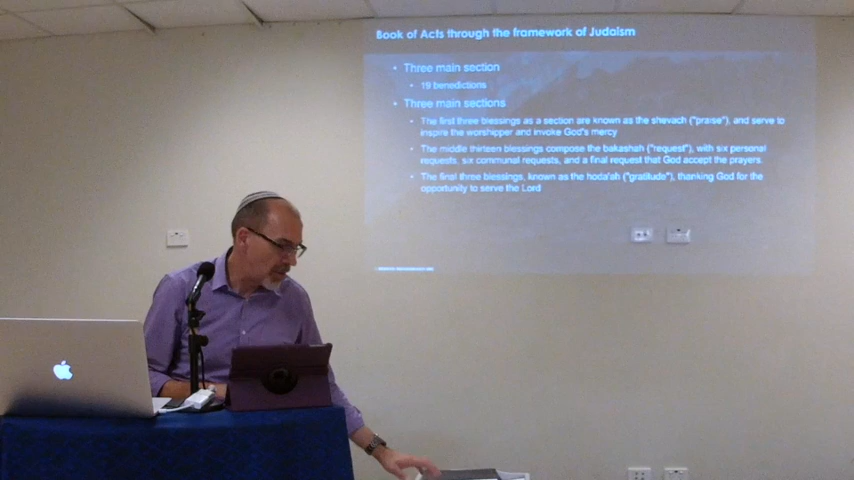 Book of Acts through the framework of Judaism
• Three main section
• 19 benedictions
• Three main sections
• The first three blessings as a section are known as the shevach ("praise"), and serve to
inspire the worshipper and invoke God's mercy
• The middle thirteen blessings compose the bakashah ("request"), with six personal
requests, six communal requests, and a final request that God accept the prayers.
• The final three blessings, known as the hoda'ah ("gratitude"), thanking God for the
opportunity to serve the Lord